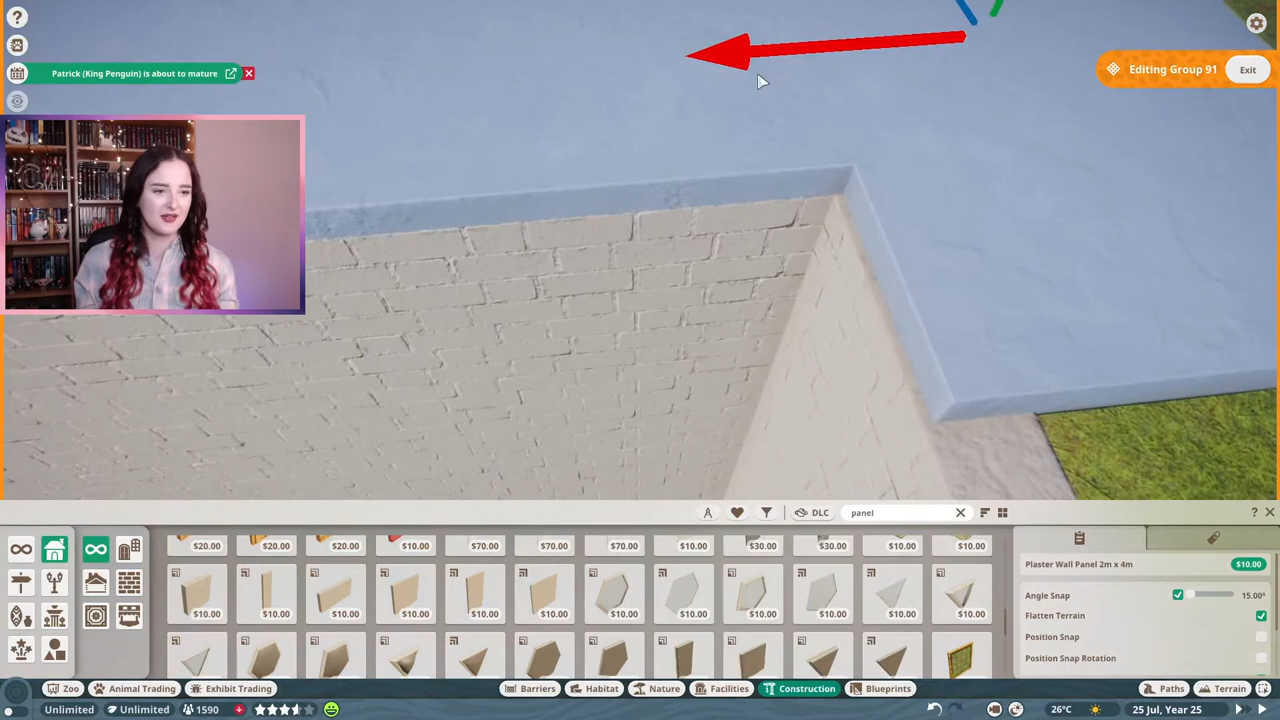 ?
Patrick (King Penguin) is about to mature
Editing Group 91
Exit
DLC
panel
?
$20.00 $20.00 $20.00 $10.00 $70.00 $70.00 $70.00 $10.00 $30.00 $30.00 $10.00 $10.00
$10.00 $10.00 $10.00 $10.00 $10.00 $10.00 $10.00 $10.00 $10.00 $10.00 $10.00 $10.00
Plaster Wall Panel 2m x 4m $10.00
Angle Snap 15.00°
Flatten Terrain
Position Snap
Position Snap Rotation
Zoo Animal Trading Exhibit Trading Barriers Habitat Nature Facilities Construction Blueprints Paths Terrain
Unlimited Unlimited 1590 26°C 25 Jul, Year 25